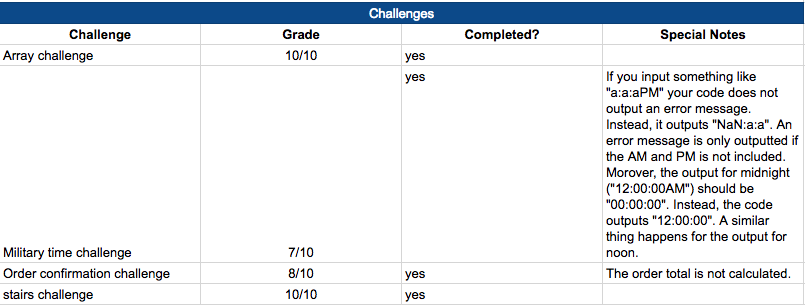 Challenges
Challenge Grade Completed? Special Notes
Array challenge 10/10 yes
yes If you input something like
"a:a:aPM" your code does not
output an error message.
Instead, it outputs "NaN:a:a". An
error message is only outputted if
the AM and PM is not included.
Morover, the output for midnight
("12:00:00AM") should be
"00:00:00". Instead, the code
outputs "12:00:00". A similar
thing happens for the output for
Military time challenge 7/10 noon.
Order confirmation challenge 8/10 yes The order total is not calculated.
stairs challenge 10/10 yes